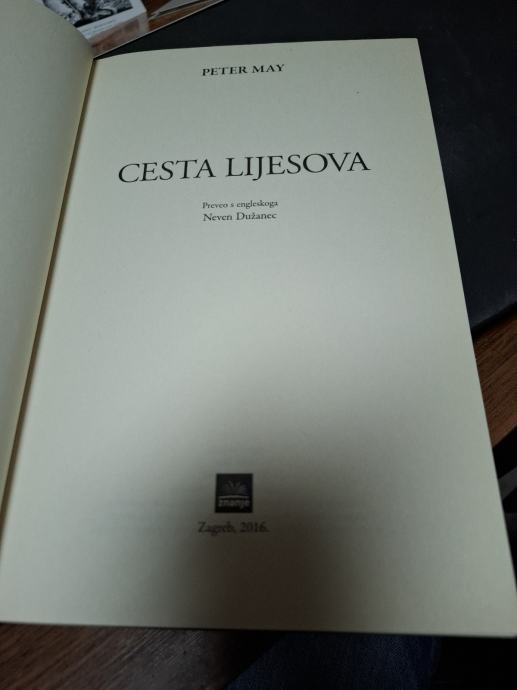 PETER MAY
CESTA LIJESOVA
Preveo s engleskoga
Neven Dužanec
znanje
Zagreb, 2016.